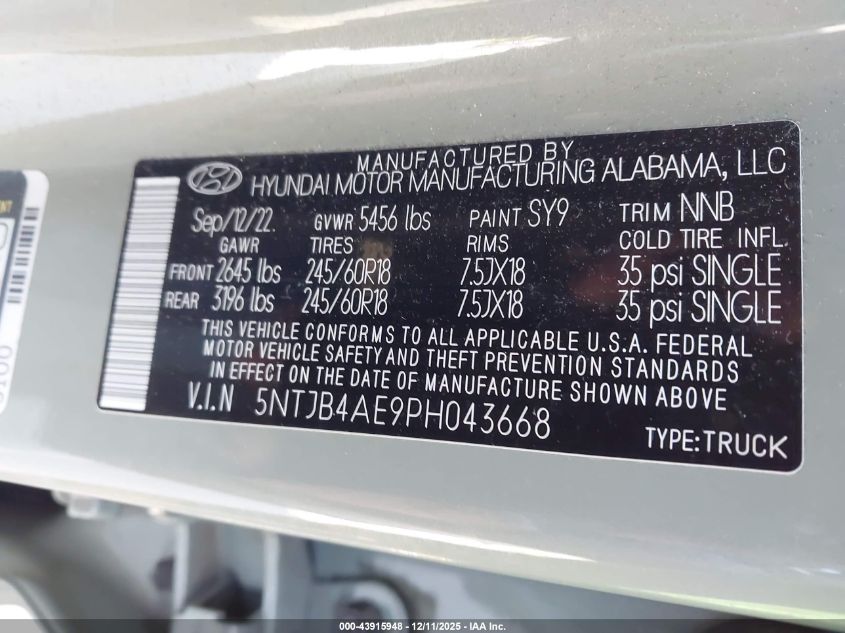 MANUFACTURED BY
HYUNDAI MOTOR MANUFACTURING ALABAMA, LLC
Sep/12/22. GVWR 5456 lbs PAINT SY9 TRIM NNB
GAWR TIRES RIMS COLD TIRE INFL.
FRONT 2645 lbs 245/60R18 7.5JX18 35 psi SINGLE
REAR 3196 lbs 245/60R18 7.5JX18 35 psi SINGLE
THIS VEHICLE CONFORMS TO ALL APPLICABLE U.S.A. FEDERAL
MOTOR VEHICLE SAFETY AND THEFT PREVENTION STANDARDS
IN EFFECT ON THE DATE OF MANUFACTURE SHOWN ABOVE
V.I.N 5NTJB4AE9PH043668
TYPE:TRUCK
000-43915948 - 12/11/2025 - IAA Inc.